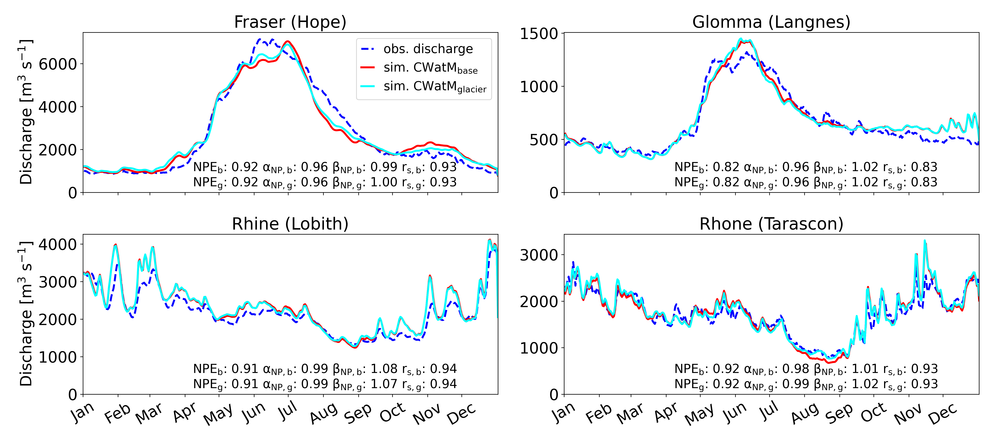 Fraser (Hope)
Discharge [m³ s⁻¹]
6000
4000
2000
0
obs. discharge
sim. CWatM_base
sim. CWatM_glacier
NPE_b: 0.92 α_NP, b: 0.96 β_NP, b: 0.99 r_s, b: 0.93
NPE_g: 0.92 α_NP, g: 0.96 β_NP, g: 1.00 r_s, g: 0.93
Glomma (Langnes)
1500
1000
500
0
NPE_b: 0.82 α_NP, b: 0.96 β_NP, b: 1.02 r_s, b: 0.83
NPE_g: 0.82 α_NP, g: 0.96 β_NP, g: 1.02 r_s, g: 0.83
Rhine (Lobith)
Discharge [m³ s⁻¹]
4000
3000
2000
1000
0
NPE_b: 0.91 α_NP, b: 0.99 β_NP, b: 1.08 r_s, b: 0.94
NPE_g: 0.91 α_NP, g: 0.99 β_NP, g: 1.07 r_s, g: 0.94
Jan Feb Mar Apr May Jun Jul Aug Sep Oct Nov Dec
Rhone (Tarascon)
3000
2000
1000
0
NPE_b: 0.92 α_NP, b: 0.98 β_NP, b: 1.01 r_s, b: 0.93
NPE_g: 0.92 α_NP, g: 0.99 β_NP, g: 1.02 r_s, g: 0.93
Jan Feb Mar Apr May Jun Jul Aug Sep Oct Nov Dec